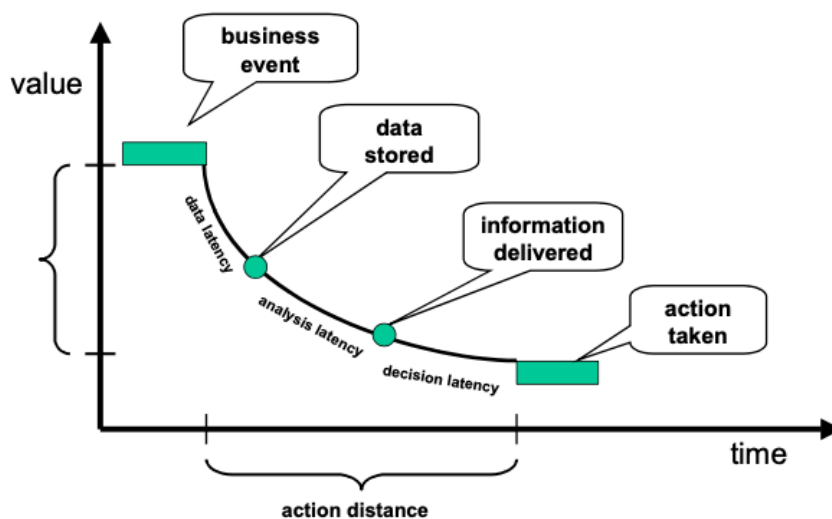 business
event
value
data
stored
data latency
information
delivered
analysis latency
action
taken
decision latency
time
action distance